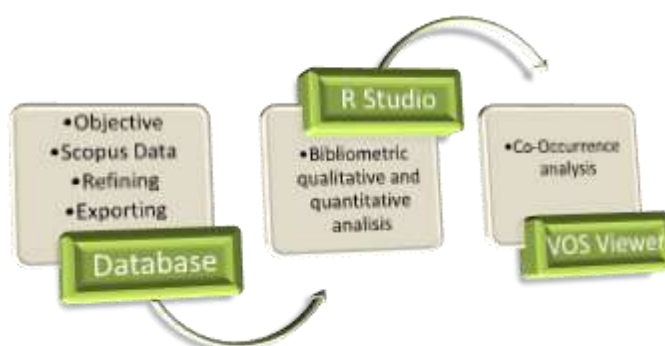 •Objective
•Scopus Data
•Refining
•Exporting
Database
R Studio
•Bibliometric
qualitative and
quantitative
analisis
•Co-Occurrence
analysis
VOS Viewer